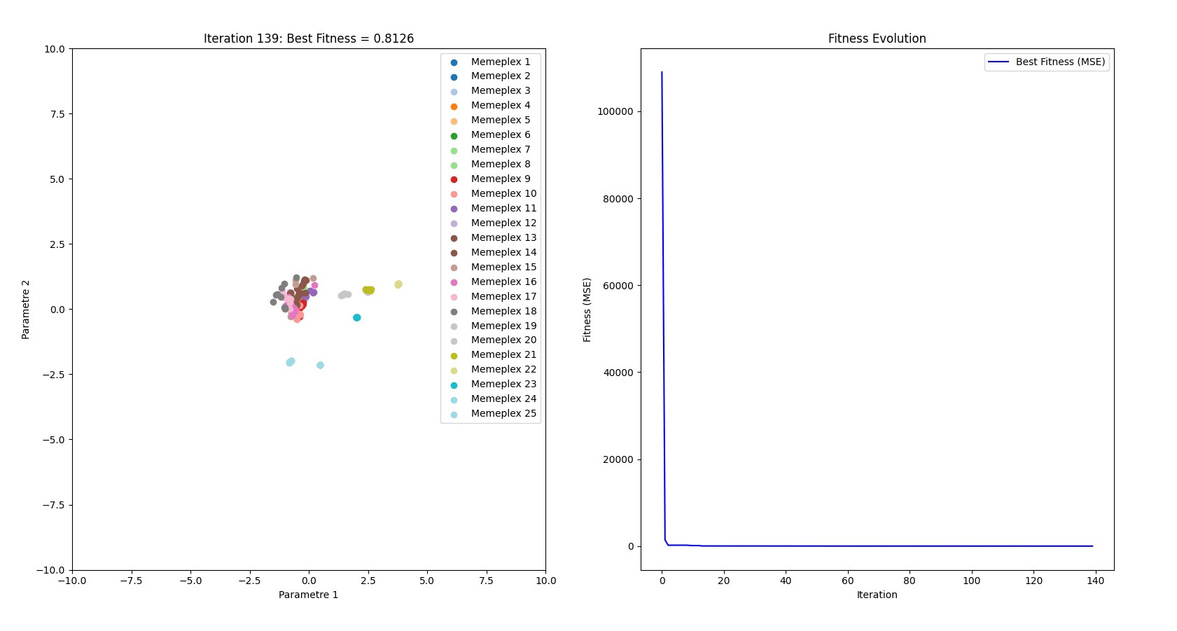 Iteration 139: Best Fitness = 0.8126
10.0
7.5
5.0
2.5
0.0
−2.5
−5.0
−7.5
−10.0
Parametre 2
−10.0 −7.5 −5.0 −2.5 0.0 2.5 5.0 7.5 10.0
Parametre 1
Memeplex 1
Memeplex 2
Memeplex 3
Memeplex 4
Memeplex 5
Memeplex 6
Memeplex 7
Memeplex 8
Memeplex 9
Memeplex 10
Memeplex 11
Memeplex 12
Memeplex 13
Memeplex 14
Memeplex 15
Memeplex 16
Memeplex 17
Memeplex 18
Memeplex 19
Memeplex 20
Memeplex 21
Memeplex 22
Memeplex 23
Memeplex 24
Memeplex 25
Fitness Evolution
Best Fitness (MSE)
100000
80000
60000
40000
20000
0
Fitness (MSE)
0 20 40 60 80 100 120 140
Iteration